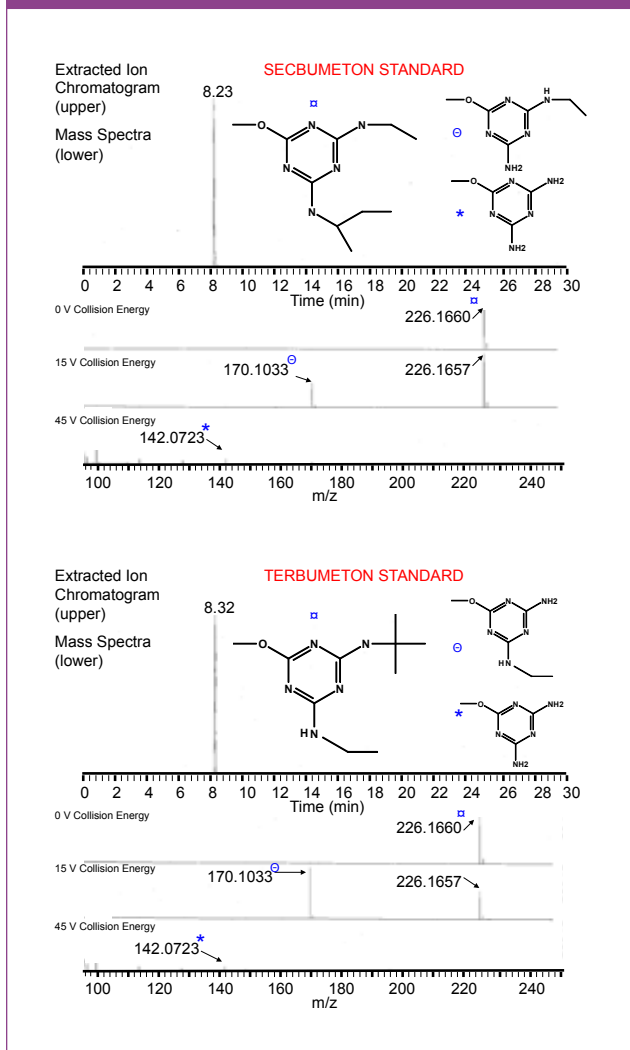 Extracted Ion
Chromatogram
(upper)
Mass Spectra
(lower)
SECBUMETON STANDARD
8.23
¤
O N N N N N
H
O N N N N
Θ
NH2
O N NH2 N N
*
NH2
0 2 4 6 8 10 12 14 16 18 20 22 24 26 28 30
Time (min)
0 V Collision Energy
¤
226.1660
15 V Collision Energy
170.1033 Θ
226.1657
45 V Collision Energy
142.0723 *
100 120 140 160 180 200 220 240
m/z
Extracted Ion
Chromatogram
(upper)
Mass Spectra
(lower)
TERBUMETON STANDARD
8.32
¤
O N N N N
HN
O N NH2 N N
Θ
HN
O N NH2 N N
*
NH2
0 2 4 6 8 10 12 14 16 18 20 22 24 26 28 30
Time (min)
0 V Collision Energy
¤
226.1660
15 V Collision Energy
170.1033 Θ
226.1657
45 V Collision Energy
142.0723 *
100 120 140 160 180 200 220 240
m/z